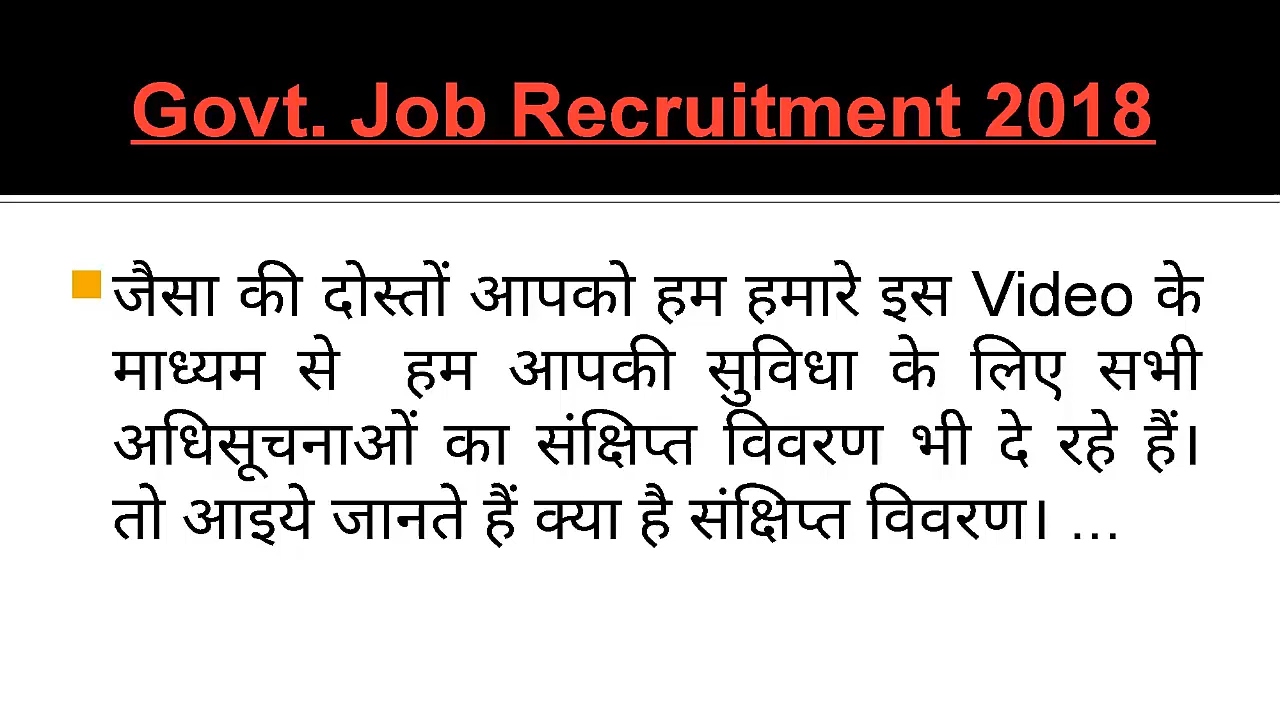 Govt. Job Recruitment 2018
जैसा की दोस्तों आपको हम हमारे इस Video के
माध्यम से हम आपकी सुविधा के लिए सभी
अधिसूचनाओं का संक्षिप्त विवरण भी दे रहे हैं।
तो आइये जानते हैं क्या है संक्षिप्त विवरण। ...